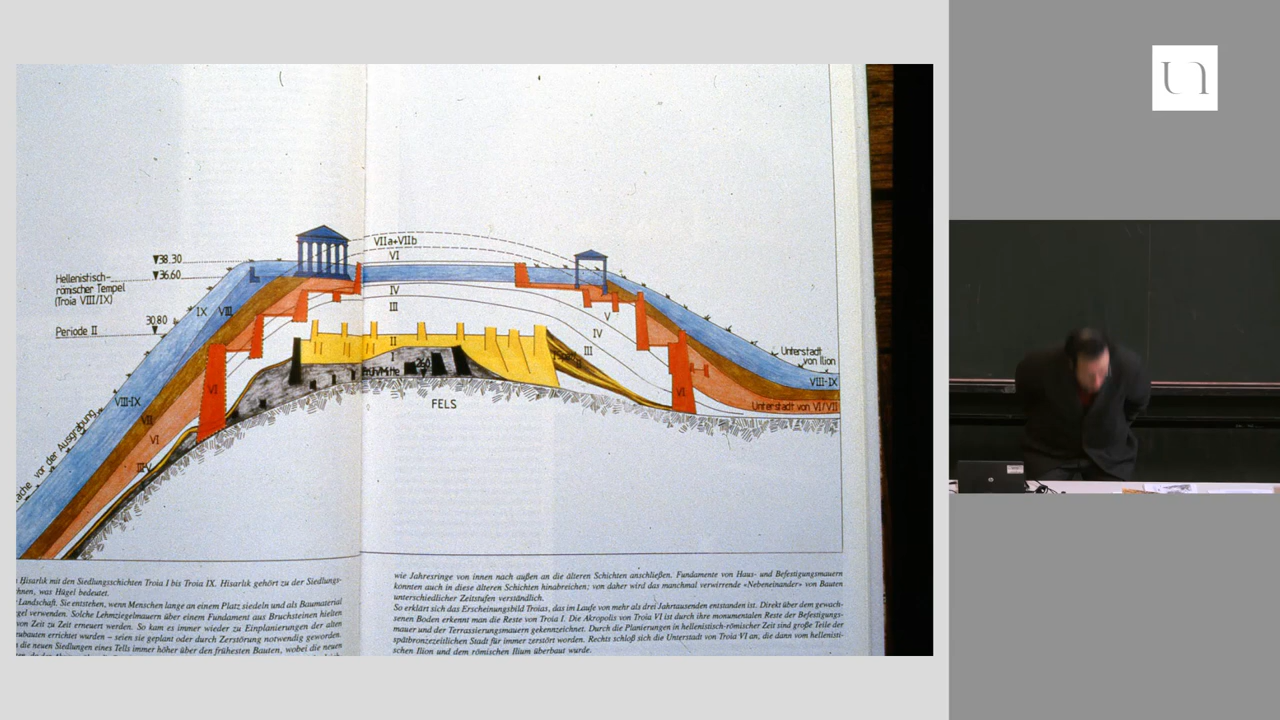 VIIa+VIIb
VI
38.30
36.60
Hellenistisch-
römischer Tempel
(Troia VIII/IX)
30.80
Periode II
IX
VIII
IV
III
V
IV
III
II
I
Früh/Mitte
FELS
VI
VI
VIII-IX
VII
VI
vor der Ausgrabung
Unterstadt
von Ilion
VIII-IX
Unterstadt von VI/VII
Hisarlık mit den Siedlungsschichten Troia I bis Troia IX. Hisarlık gehört zu der Siedlungs-
was Hügel bedeutet.
Landschaft. Sie entstehen, wenn Menschen lange an einem Platz siedeln und als Baumaterial
verwenden. Solche Lehmziegelmauern über einem Fundament aus Bruchsteinen hielten
von Zeit zu Zeit erneuert werden. So kam es immer wieder zu Einplanierungen der alten
errichtet wurden – seien sie geplant oder durch Zerstörung notwendig geworden.
die neuen Siedlungen eines Tells immer höher über den frühesten Bauten, wobei die neuen
wie Jahresringe von innen nach außen an die älteren Schichten anschließen. Fundamente von Haus- und Befestigungsmauern
konnten auch in diese älteren Schichten hinabreichen; von daher wird das manchmal verwirrende «Nebeneinander» von Bauten
unterschiedlicher Zeitstufen verständlich.
So erklärt sich das Erscheinungsbild Troias, das im Laufe von mehr als drei Jahrtausenden entstanden ist. Direkt über dem gewach-
senen Boden erkennt man die Reste von Troia I. Die Akropolis von Troia VI ist durch ihre monumentalen Reste der Befestigungs-
mauer und der Terrassierungsmauern gekennzeichnet. Durch die Planierungen in hellenistisch-römischer Zeit sind große Teile der
spätbronzezeitlichen Stadt für immer zerstört worden. Rechts schloß sich die Unterstadt von Troia VI an, die dann vom hellenisti-
schen Ilion und dem römischen Ilium überbaut wurde.